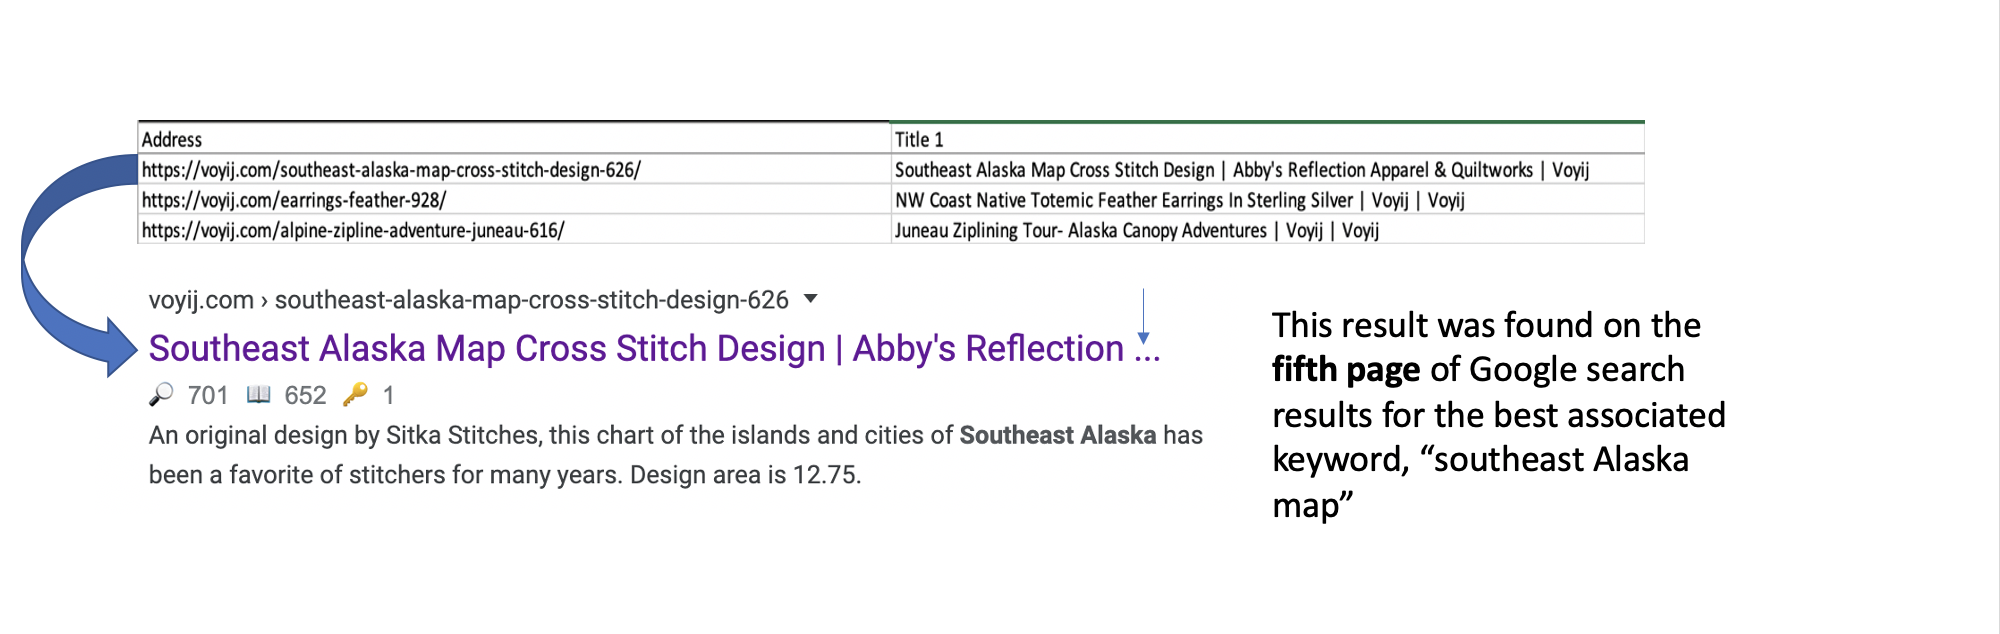 Address Title 1
https://voyij.com/southeast-alaska-map-cross-stitch-design-626/ Southeast Alaska Map Cross Stitch Design | Abby's Reflection Apparel & Quiltworks | Voyij
https://voyij.com/earrings-feather-928/ NW Coast Native Totemic Feather Earrings In Sterling Silver | Voyij | Voyij
https://voyij.com/alpine-zipline-adventure-juneau-616/ Juneau Ziplining Tour- Alaska Canopy Adventures | Voyij | Voyij
voyij.com › southeast-alaska-map-cross-stitch-design-626
Southeast Alaska Map Cross Stitch Design | Abby's Reflection ...
701 652 1
An original design by Sitka Stitches, this chart of the islands and cities of Southeast Alaska has
been a favorite of stitchers for many years. Design area is 12.75.
This result was found on the
fifth page of Google search
results for the best associated
keyword, “southeast Alaska
map”